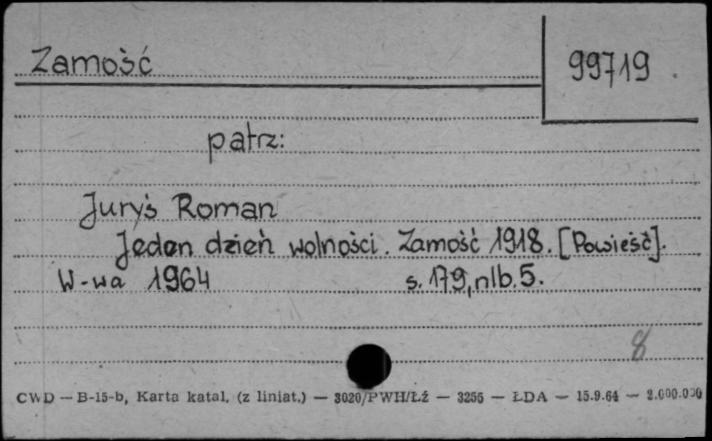 Zamość
99719
patrz:
Juryś Roman
Jeden dzień wolności. Zamość 1918. [Powieść].
W-wa 1964 s. 179, nlb. 5.
8
CWD — B-15-b, Karta katal. (z liniat.) — 3020/PWH/ŁŻ — 3256 — ŁDA — 15.9.64 — 2.000.000